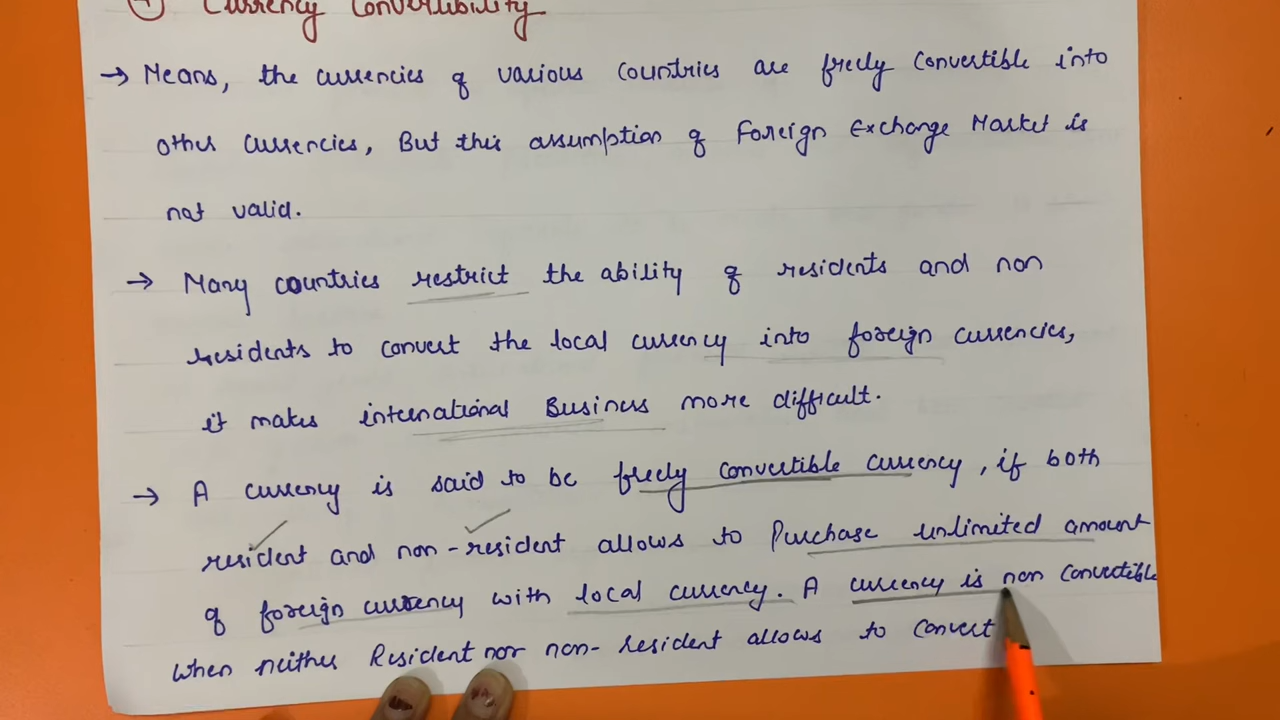 4 Currency Convertibility
→ Means, the currencies of various countries are freely convertible into
other currencies, But this assumption of Foreign Exchange Market is
not valid.
→ Many countries restrict the ability of residents and non
residents to convert the local currency into foreign currencies,
it makes international Business more difficult.
→ A currency is said to be freely convertible currency, if both
resident and non-resident allows to Purchase unlimited amount
of foreign currency with local currency. A currency is non convertible
when neither Resident nor non-resident allows to convert